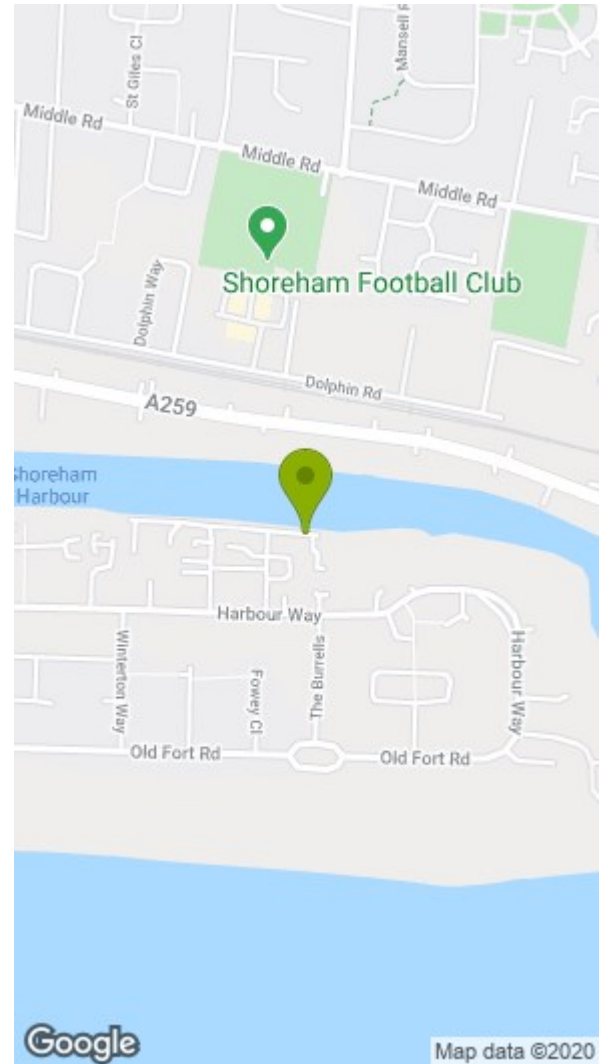 St Giles Cl
Mansell R
Middle Rd
Middle Rd
Middle Rd
Shoreham Football Club
Dolphin Way
Dolphin Rd
A259
Shoreham
Harbour
Harbour Way
Winterton Way
Fowey Cl
The Burrells
Harbour Way
Old Fort Rd
Old Fort Rd
Google
Map data ©2020